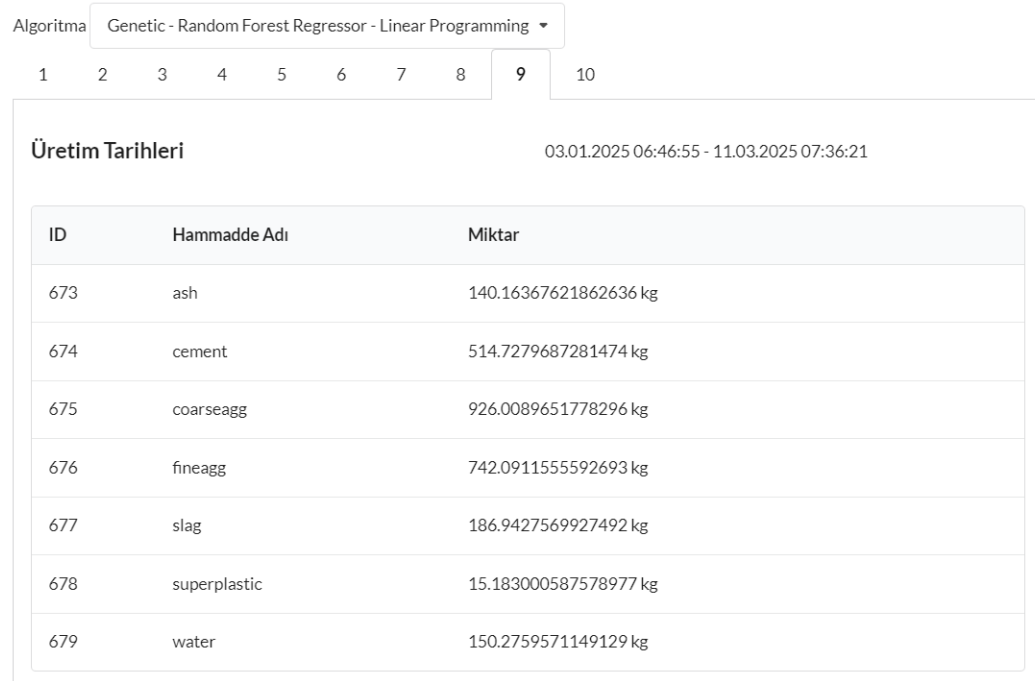 Algoritma Genetic - Random Forest Regressor - Linear Programming
1 2 3 4 5 6 7 8 9 10
Üretim Tarihleri 03.01.2025 06:46:55 - 11.03.2025 07:36:21
ID Hammadde Adı Miktar
673 ash 140.16367621862636 kg
674 cement 514.7279687281474 kg
675 coarseagg 926.0089651778296 kg
676 fineagg 742.0911555592693 kg
677 slag 186.9427569927492 kg
678 superplastic 15.183000587578977 kg
679 water 150.2759571149129 kg